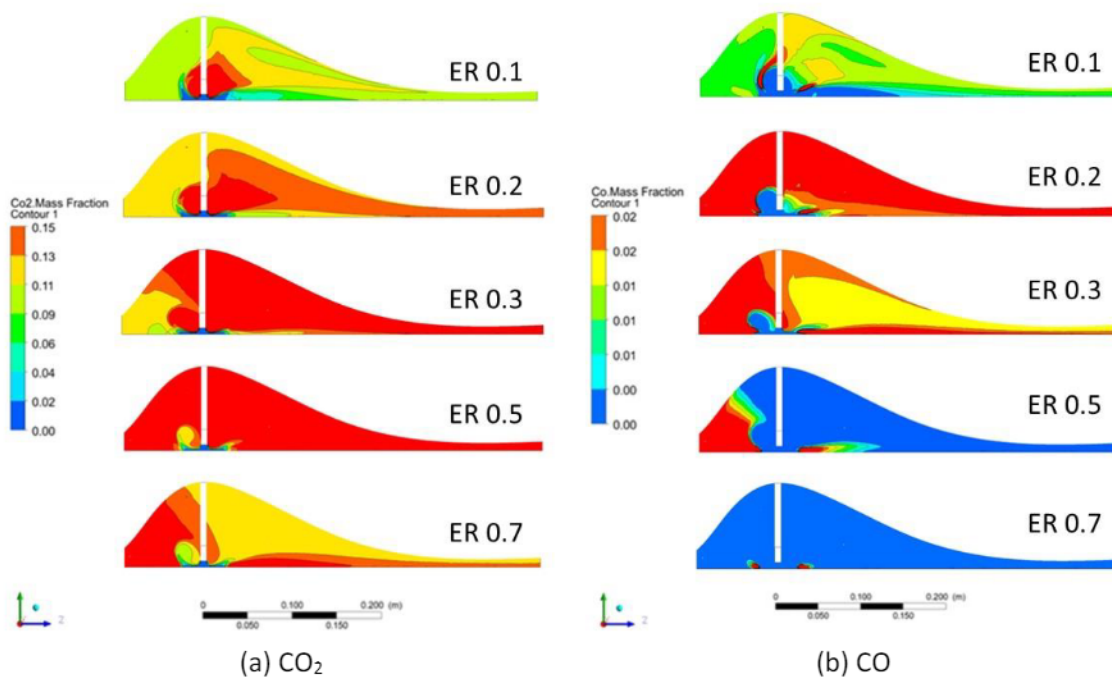 ER 0.1
ER 0.2
Co2.Mass Fraction
Contour 1
0.15
0.13
0.11
0.09
0.06
0.04
0.02
0.00
ER 0.3
ER 0.5
ER 0.7
Z
0 0.100 0.200 (m)
0.050 0.150
(a) CO₂
ER 0.1
ER 0.2
Co.Mass Fraction
Contour 1
0.02
0.02
0.01
0.01
0.01
0.00
0.00
ER 0.3
ER 0.5
ER 0.7
Z
0 0.100 0.200 (m)
0.050 0.150
(b) CO